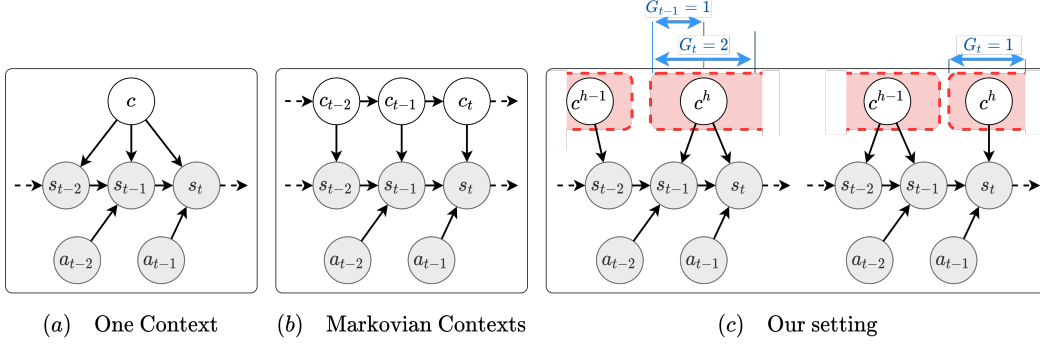 G_{t-1} = 1
G_t = 2
G_t = 1
c
c_{t-2} c_{t-1} c_t
c^{h-1} c^h
c^{h-1} c^h
s_{t-2} s_{t-1} s_t
s_{t-2} s_{t-1} s_t
s_{t-2} s_{t-1} s_t
s_{t-2} s_{t-1} s_t
a_{t-2} a_{t-1}
a_{t-2} a_{t-1}
a_{t-2} a_{t-1}
a_{t-2} a_{t-1}
(a) One Context
(b) Markovian Contexts
(c) Our setting